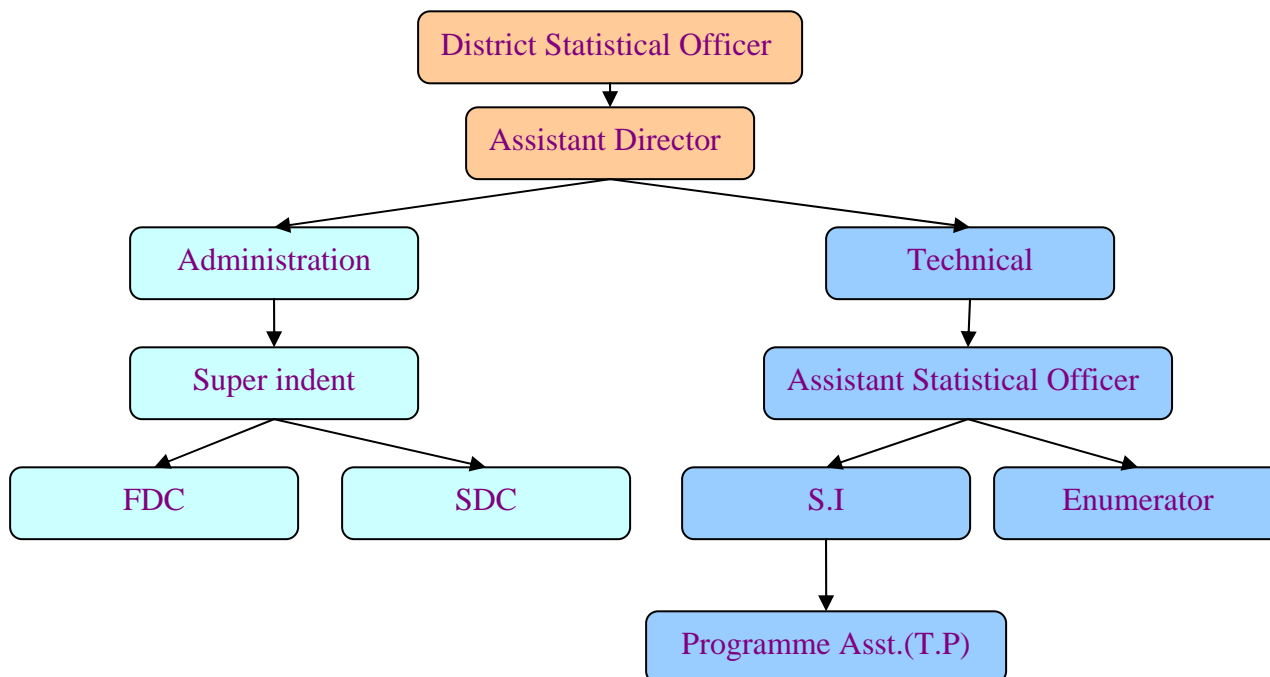 District Statistical Officer
Assistant Director
Administration
Technical
Super indent
Assistant Statistical Officer
FDC
SDC
S.I
Enumerator
Programme Asst.(T.P)